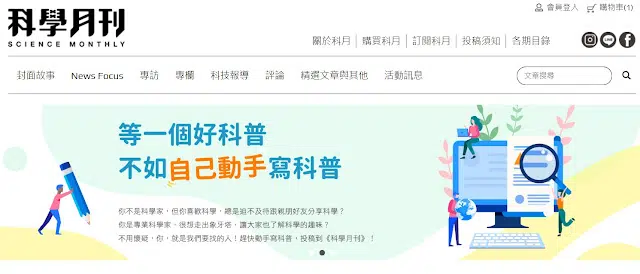 會員登入 購物車(1)
科學月刊
SCIENCE MONTHLY
關於科月 購買科月 訂閱科月 投稿須知 各期目錄
封面故事 News Focus 專訪 專欄 科技報導 評論 精選文章與其他 活動訊息 文章搜尋
等一個好科普
不如自己動手寫科普
你不是科學家,但你喜歡科學,總是迫不及待跟親朋好友分享科學?
你是專業科學家、很想走出象牙塔、讓大家也了解科學的趣味?
不用懷疑,你,就是我們要找的人!趕快動手寫科普,投稿到《科學月刊》!